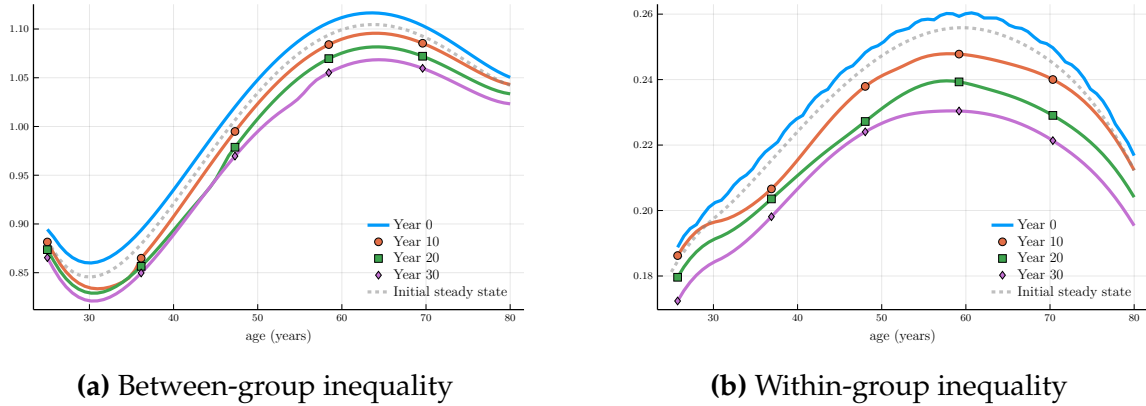 1.10
1.05
1.00
0.95
0.90
0.85
30
40
50
60
70
80
age (years)
Year 0
Year 10
Year 20
Year 30
Initial steady state
(a) Between-group inequality
0.26
0.24
0.22
0.20
0.18
30
40
50
60
70
80
age (years)
Year 0
Year 10
Year 20
Year 30
Initial steady state
(b) Within-group inequality